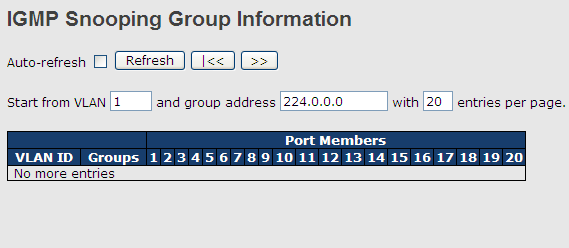 IGMP Snooping Group Information
Auto-refresh Refresh |<< >>
Start from VLAN 1 and group address 224.0.0.0 with 20 entries per page.
Port Members
VLAN ID Groups 1 2 3 4 5 6 7 8 9 10 11 12 13 14 15 16 17 18 19 20
No more entries